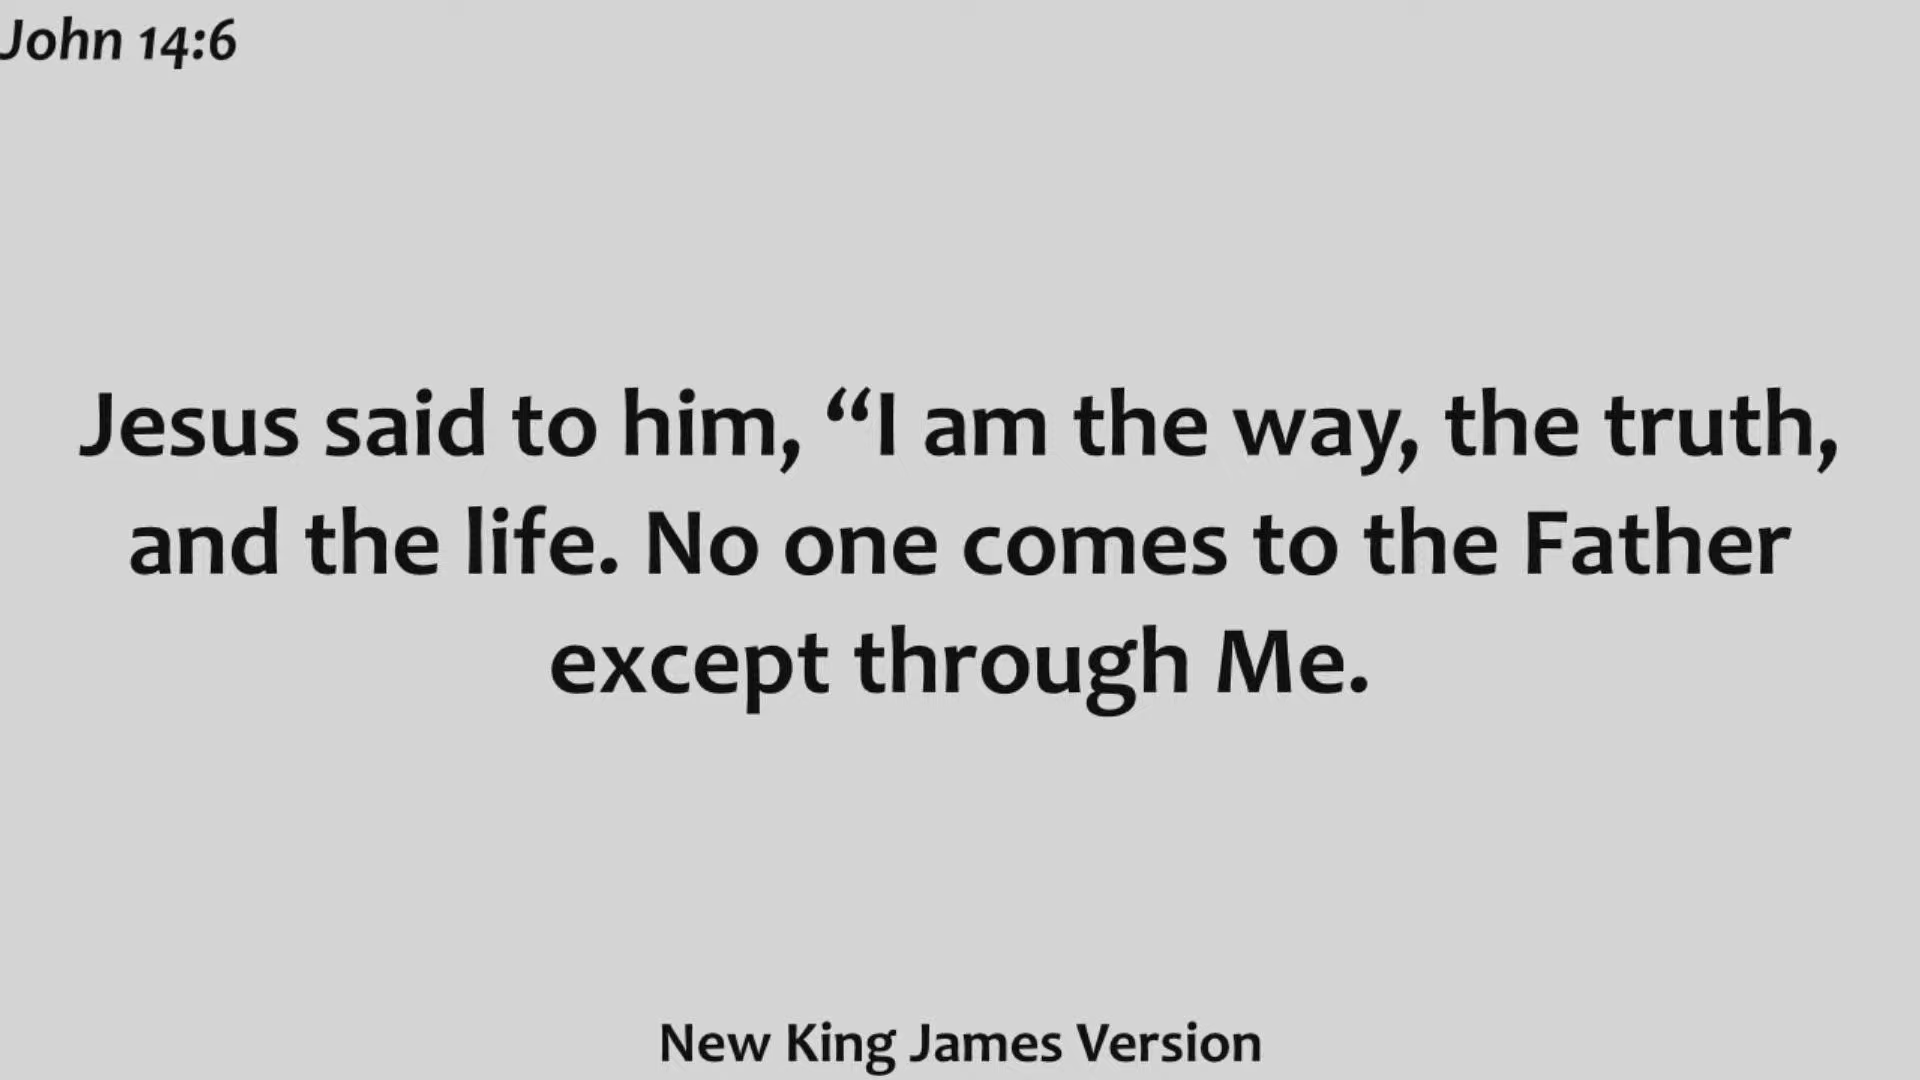 John 14:6
Jesus said to him, “I am the way, the truth,
and the life. No one comes to the Father
except through Me.
New King James Version